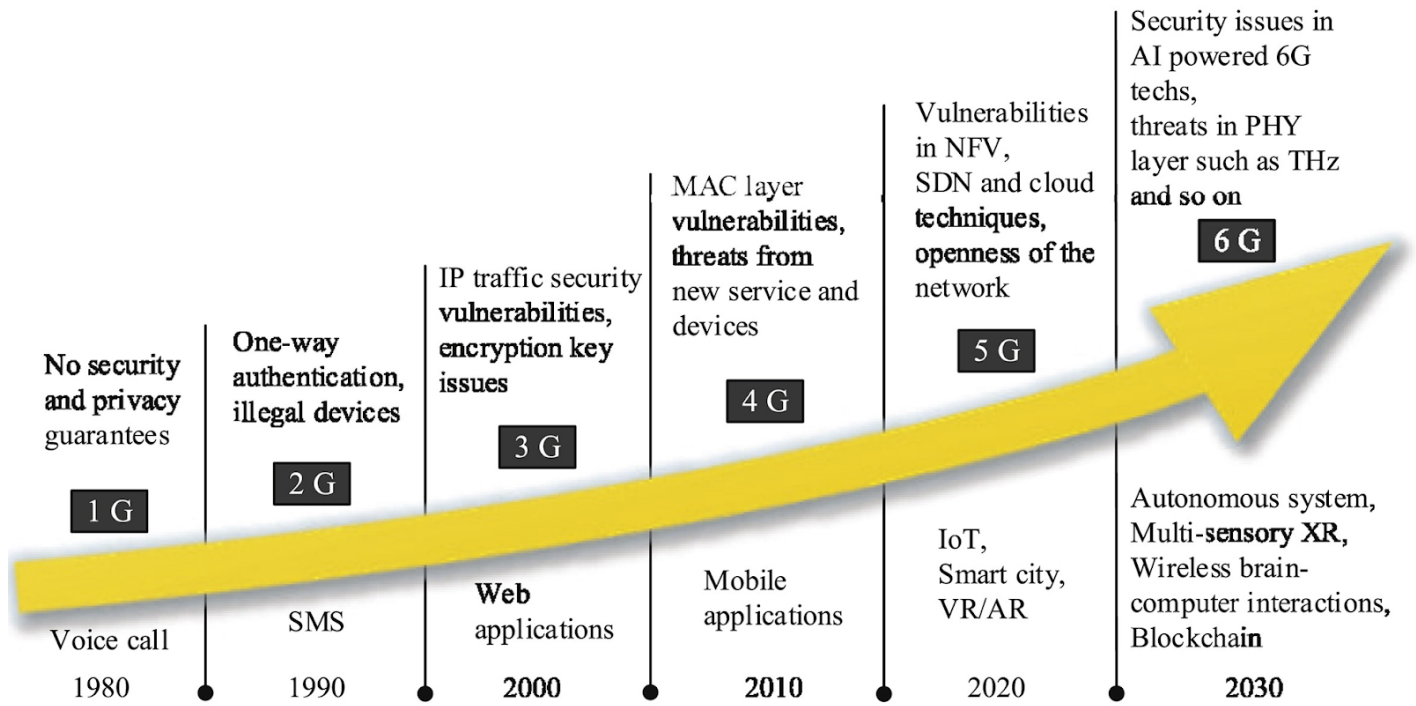 No security
and privacy
guarantees
1 G
Voice call
1980
One-way
authentication,
illegal devices
2 G
SMS
1990
IP traffic security
vulnerabilities,
encryption key
issues
3 G
Web
applications
2000
MAC layer
vulnerabilities,
threats from
new service and
devices
4 G
Mobile
applications
2010
Vulnerabilities
in NFV,
SDN and cloud
techniques,
openness of the
network
5 G
IoT,
Smart city,
VR/AR
2020
Security issues in
AI powered 6G
techs,
threats in PHY
layer such as THz
and so on
6 G
Autonomous system,
Multi-sensory XR,
Wireless brain-
computer interactions,
Blockchain
2030